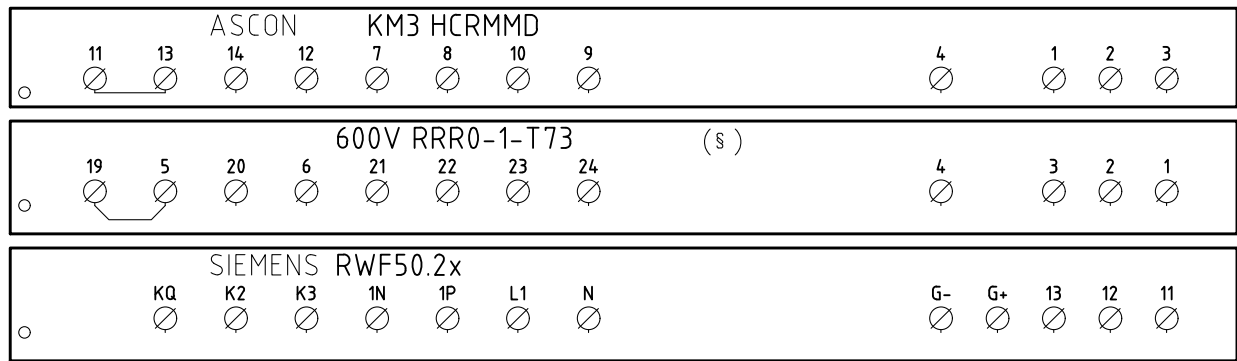 ASCON KM3 HCRMMD
11 13 14 12 7 8 10 9 4 1 2 3
600V RRR0-1-T73 (§)
19 5 20 6 21 22 23 24 4 3 2 1
SIEMENS RWF50.2x
KQ K2 K3 1N 1P L1 N G- G+ 13 12 11